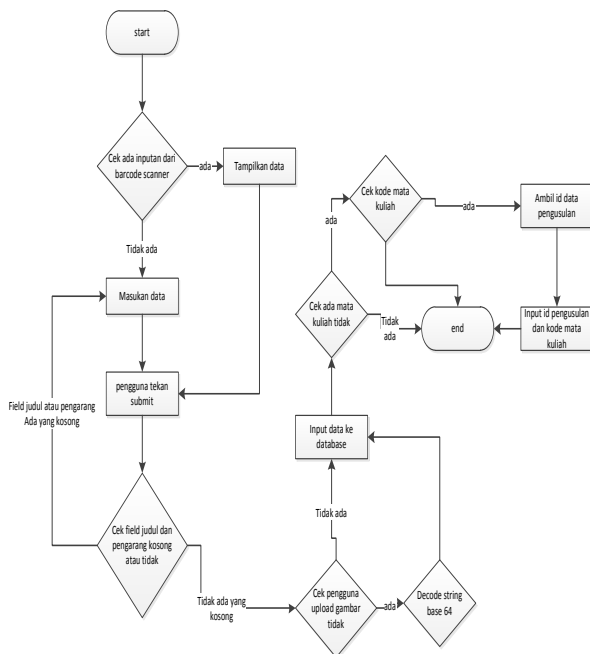 start
Cek ada inputan dari
barcode scanner
ada
Tampilkan data
Tidak ada
Masukan data
pengguna tekan
submit
Field judul atau pengarang
Ada yang kosong
Cek field judul dan
pengarang kosong
atau tidak
Tidak ada yang
kosong
Cek pengguna
upload gambar
tidak
ada
Decode string
base 64
Tidak ada
Input data ke
database
Cek ada mata
kuliah tidak
Tidak
ada
ada
Cek kode mata
kuliah
ada
Ambil id data
pengusulan
Input id pengusulan
dan kode mata
kuliah
end